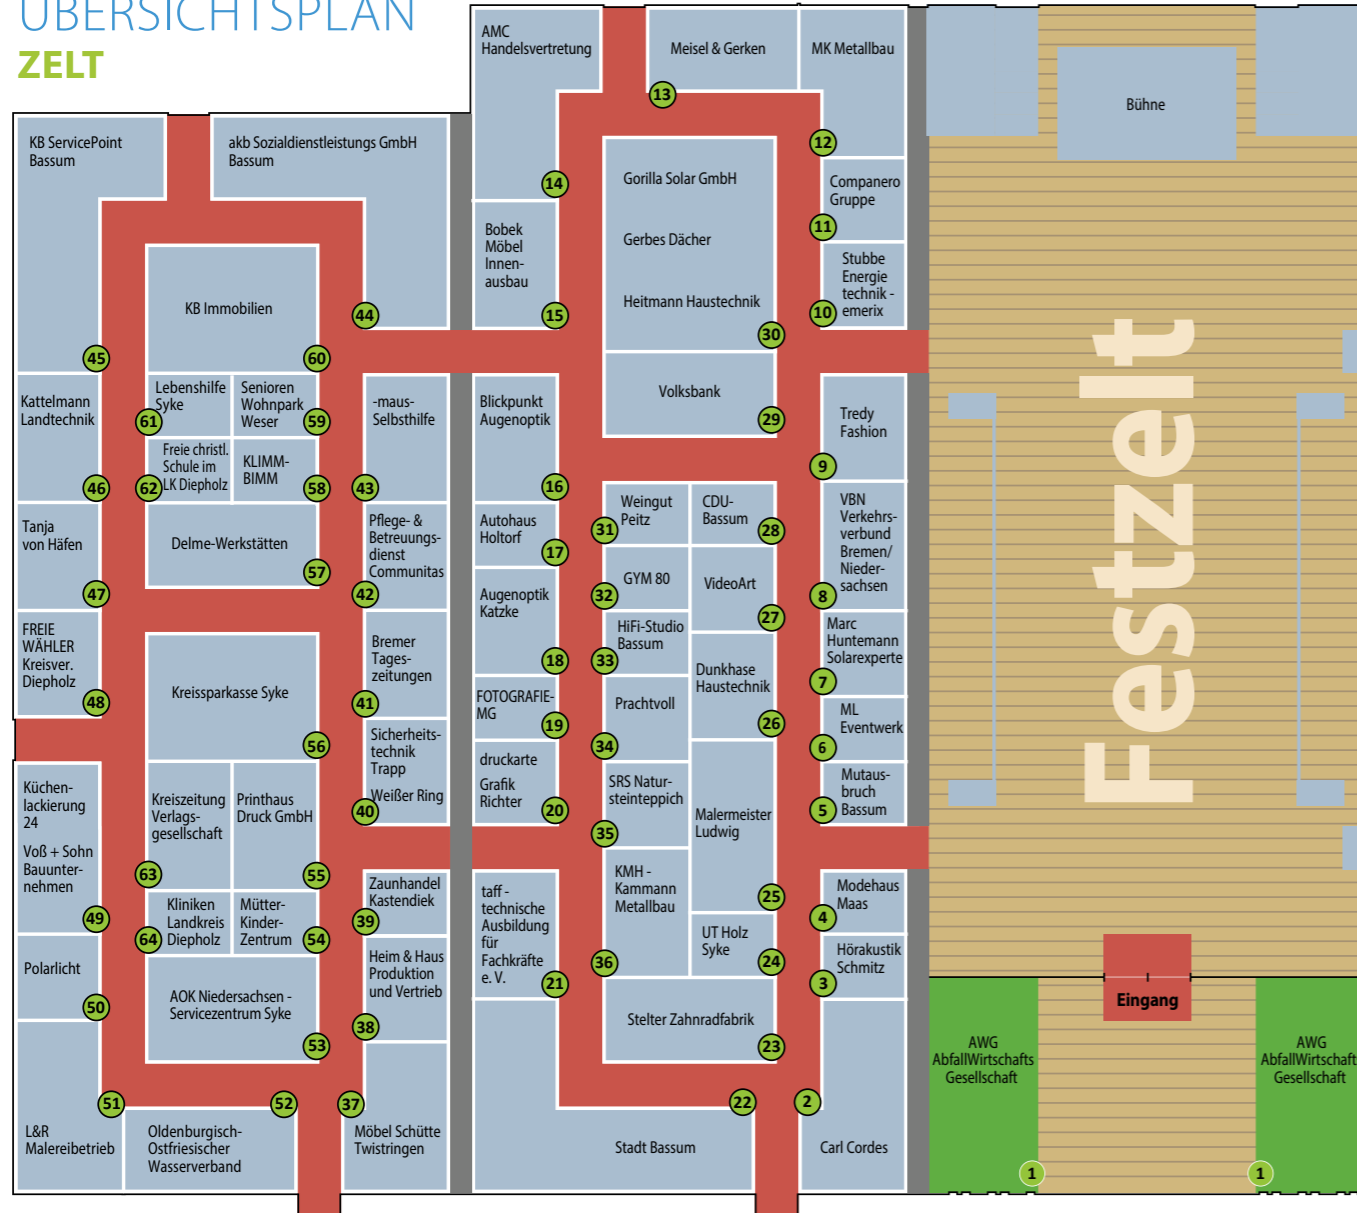 ÜBERSICHTSPLAN
ZELT
KB ServicePoint
Bassum
45
akb Sozialdienstleistungs GmbH
Bassum
44
KB Immobilien
60
Kattelmann
Landtechnik
46
Lebenshilfe
Syke
61
Senioren
Wohnpark
Weser
59
Freie christl.
Schule im
LK Diepholz
62
KLIMM-
BIMM
58
-maus-
Selbsthilfe
43
Tanja
von Häfen
47
Delme-Werkstätten
57
Pflege- &
Betreuungs-
dienst
Communitas
42
FREIE
WÄHLER
Kreisver.
Diepholz
48
Kreissparkasse Syke
56
Bremer
Tages-
zeitungen
41
Sicherheits-
technik
Trapp
Weißer Ring
40
Küchen-
lackierung
24
Voß + Sohn
Bauunter-
nehmen
49
Kreiszeitung
Verlags-
gesellschaft
63
Printhaus
Druck GmbH
55
Zaunhandel
Kastendiek
39
Kliniken
Landkreis
Diepholz
64
Mütter-
Kinder-
Zentrum
54
Polarlicht
50
AOK Niedersachsen -
Servicezentrum Syke
53
Heim & Haus
Produktion
und Vertrieb
38
L&R
Malereibetrieb
51
Oldenburgisch-
Ostfriesischer
Wasserverband
52
Möbel Schütte
Twistringen
37
AMC
Handelsvertretung
14
Meisel & Gerken
13
MK Metallbau
12
Bobek
Möbel
Innen-
ausbau
15
Gorilla Solar GmbH
Gerbes Dächer
Heitmann Haustechnik
30
Companero
Gruppe
11
Stubbe
Energie
technik -
emerix
10
Volksbank
29
Blickpunkt
Augenoptik
16
Tredy
Fashion
9
Autohaus
Holtorf
17
Weingut
Peitz
31
CDU-
Bassum
28
VBN
Verkehrs-
verbund
Bremen/
Nieder-
sachsen
8
Augenoptik
Katzke
18
GYM 80
32
VideoArt
27
HiFi-Studio
Bassum
33
Marc
Huntemann
Solarexperte
7
FOTOGRAFIE-
MG
19
Prachtvoll
34
Dunkhase
Haustechnik
26
ML
Eventwerk
6
druckarte
Grafik
Richter
20
SRS Natur-
steinteppich
35
Malermeister
Ludwig
25
Mutaus-
bruch
Bassum
5
taff -
technische
Ausbildung
für
Fachkräfte
e. V.
21
KMH -
Kammann
Metallbau
36
UT Holz
Syke
24
Modehaus
Maas
4
Hörakustik
Schmitz
3
Stelter Zahnradfabrik
23
Stadt Bassum
22
Carl Cordes
2
Bühne
Festzelt
Eingang
AWG
AbfallWirtschafts
Gesellschaft
1
AWG
AbfallWirtschaft
Gesellschaft
1